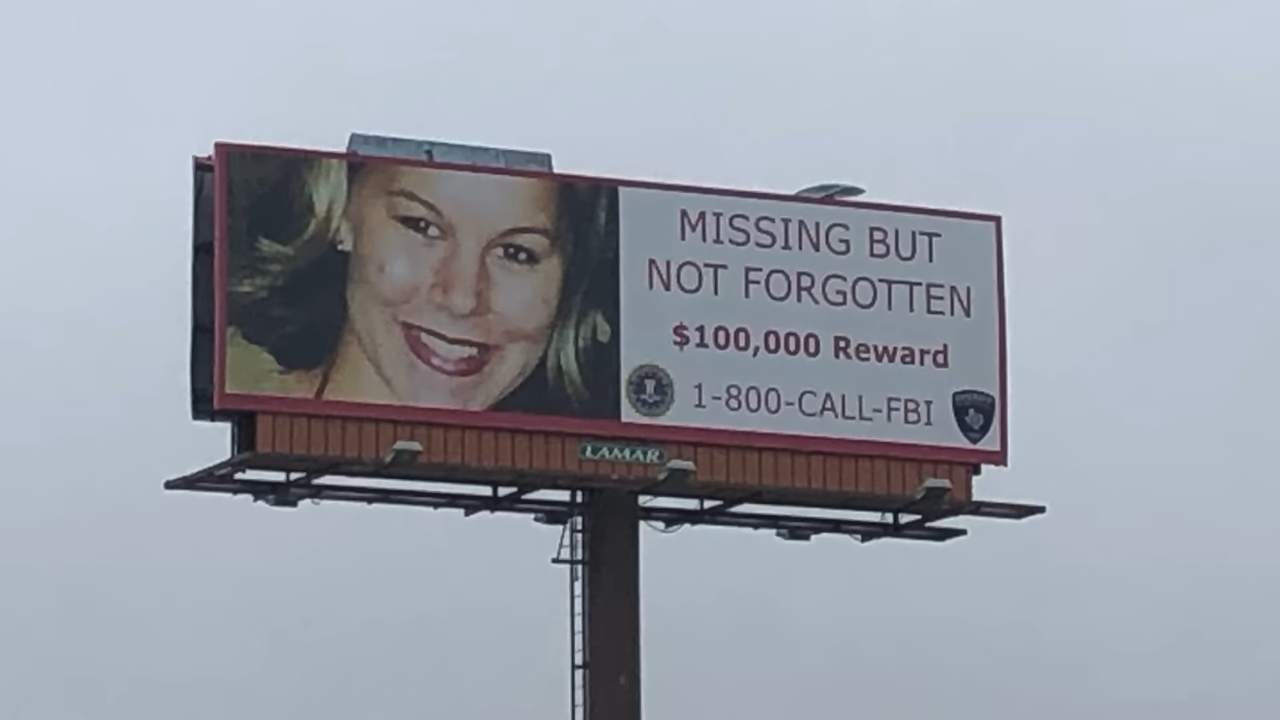 MISSING BUT
NOT FORGOTTEN
$100,000 Reward
1-800-CALL-FBI
LAMAR